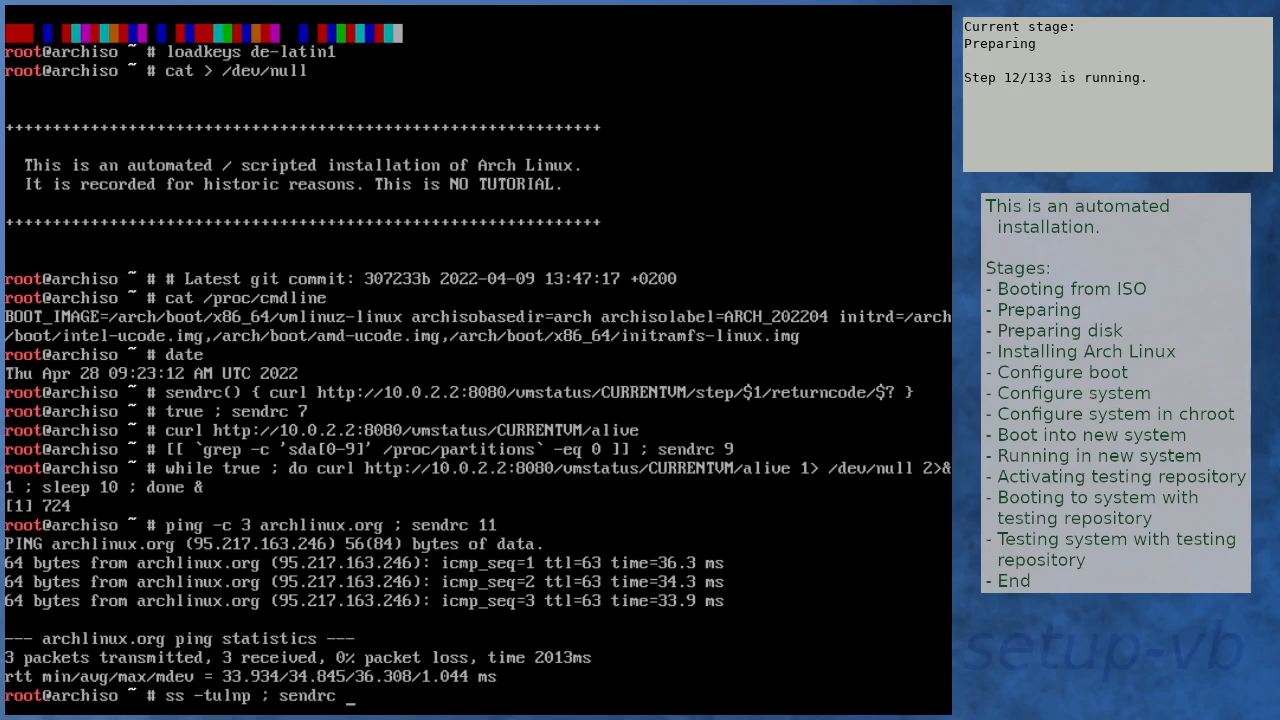 root@archiso ~ # loadkeys de-latin1
root@archiso ~ # cat > /dev/null
+++++++++++++++++++++++++++++++++++++++++++++++++++++++++++++++
This is an automated / scripted installation of Arch Linux.
It is recorded for historic reasons. This is NO TUTORIAL.
+++++++++++++++++++++++++++++++++++++++++++++++++++++++++++++++
root@archiso ~ # # Latest git commit: 307233b 2022-04-09 13:47:17 +0200
root@archiso ~ # cat /proc/cmdline
BOOT_IMAGE=/arch/boot/x86_64/vmlinuz-linux archisobasedir=arch archisolabel=ARCH_202204 initrd=/arch
/boot/intel-ucode.img,/arch/boot/amd-ucode.img,/arch/boot/x86_64/initramfs-linux.img
root@archiso ~ # date
Thu Apr 28 09:23:12 AM UTC 2022
root@archiso ~ # sendrc() { curl http://10.0.2.2:8080/vmstatus/CURRENTVM/step/$1/returncode/$? }
root@archiso ~ # true ; sendrc 7
root@archiso ~ # curl http://10.0.2.2:8080/vmstatus/CURRENTVM/alive
root@archiso ~ # [[ `grep -c 'sda[0-9]' /proc/partitions` -eq 0 ]] ; sendrc 9
root@archiso ~ # while true ; do curl http://10.0.2.2:8080/vmstatus/CURRENTVM/alive 1> /dev/null 2>&
1 ; sleep 10 ; done &
[1] 724
root@archiso ~ # ping -c 3 archlinux.org ; sendrc 11
PING archlinux.org (95.217.163.246) 56(84) bytes of data.
64 bytes from archlinux.org (95.217.163.246): icmp_seq=1 ttl=63 time=36.3 ms
64 bytes from archlinux.org (95.217.163.246): icmp_seq=2 ttl=63 time=34.3 ms
64 bytes from archlinux.org (95.217.163.246): icmp_seq=3 ttl=63 time=33.9 ms
--- archlinux.org ping statistics ---
3 packets transmitted, 3 received, 0% packet loss, time 2013ms
rtt min/avg/max/mdev = 33.934/34.845/36.308/1.044 ms
root@archiso ~ # ss -tulnp ; sendrc _
Current stage:
Preparing
Step 12/133 is running.
This is an automated
installation.
Stages:
- Booting from ISO
- Preparing
- Preparing disk
- Installing Arch Linux
- Configure boot
- Configure system
- Configure system in chroot
- Boot into new system
- Running in new system
- Activating testing repository
- Booting to system with
testing repository
- Testing system with testing
repository
- End
-setup-vb